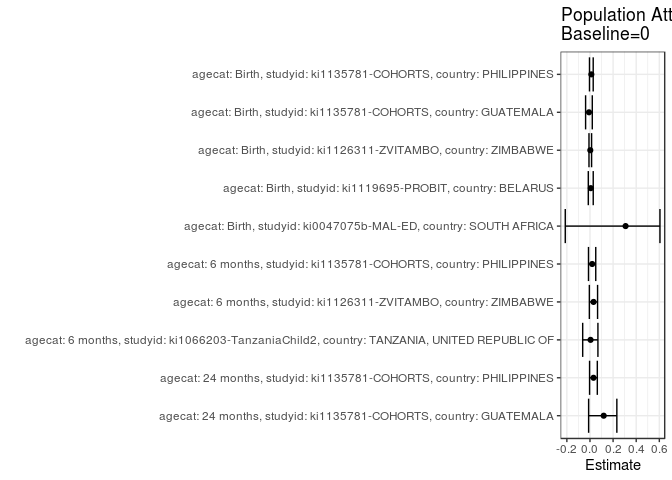 Population Att
Baseline=0
agecat: Birth, studyid: ki1135781-COHORTS, country: PHILIPPINES
agecat: Birth, studyid: ki1135781-COHORTS, country: GUATEMALA
agecat: Birth, studyid: ki1126311-ZVITAMBO, country: ZIMBABWE
agecat: Birth, studyid: ki1119695-PROBIT, country: BELARUS
agecat: Birth, studyid: ki0047075b-MAL-ED, country: SOUTH AFRICA
agecat: 6 months, studyid: ki1135781-COHORTS, country: PHILIPPINES
agecat: 6 months, studyid: ki1126311-ZVITAMBO, country: ZIMBABWE
agecat: 6 months, studyid: ki1066203-TanzaniaChild2, country: TANZANIA, UNITED REPUBLIC OF
agecat: 24 months, studyid: ki1135781-COHORTS, country: PHILIPPINES
agecat: 24 months, studyid: ki1135781-COHORTS, country: GUATEMALA
-0.2 0.0 0.2 0.4 0.6
Estimate